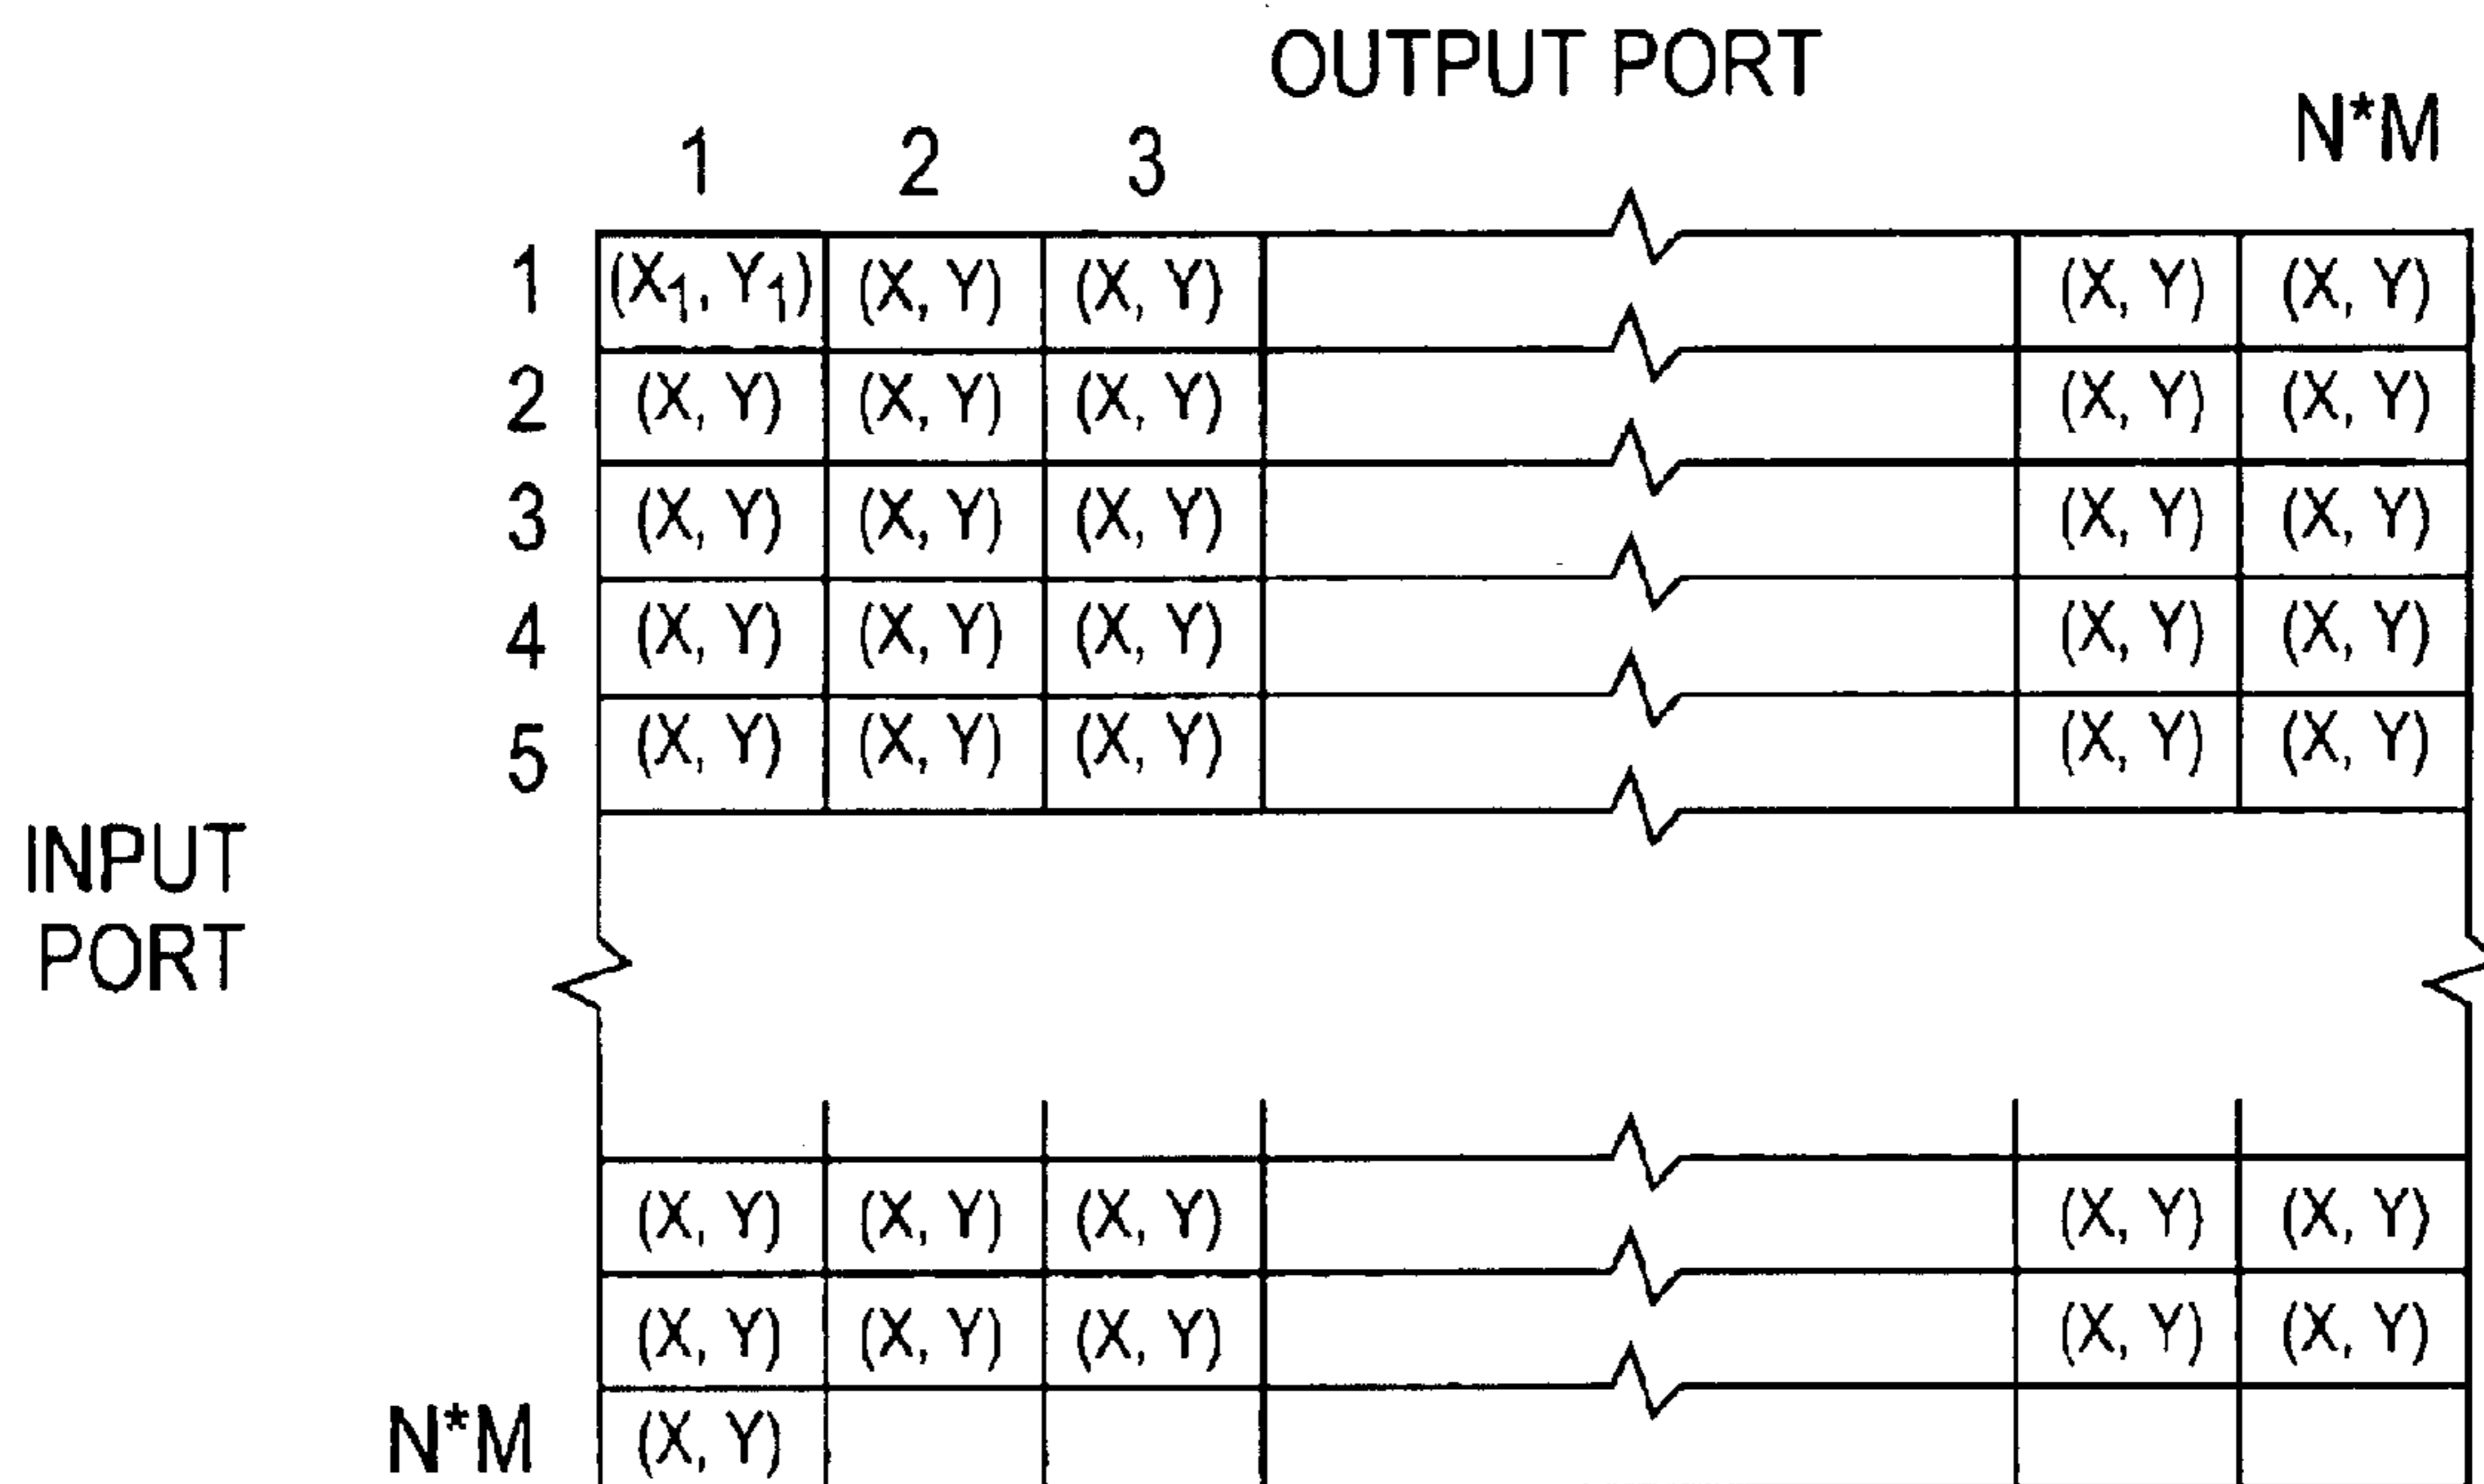 OUTPUT PORT
1 2 3 N*M
1 (X₁, Y₁) (X, Y) (X, Y) (X, Y) (X, Y)
2 (X, Y) (X, Y) (X, Y) (X, Y) (X, Y)
3 (X, Y) (X, Y) (X, Y) (X, Y) (X, Y)
4 (X, Y) (X, Y) (X, Y) (X, Y) (X, Y)
5 (X, Y) (X, Y) (X, Y) (X, Y) (X, Y)
INPUT
PORT
(X, Y) (X, Y) (X, Y) (X, Y) (X, Y)
(X, Y) (X, Y) (X, Y) (X, Y) (X, Y)
N*M (X, Y)